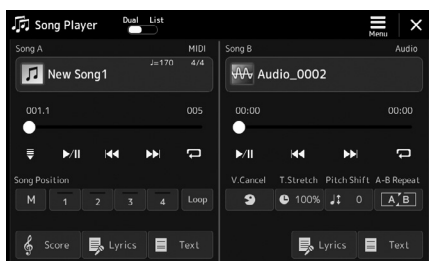 Song Player Dual List Menu
Song A MIDI
New Song1 ♩=170 4/4
001.1 005
Song Position
M 1 2 3 4 Loop
Score Lyrics Text
Song B Audio
Audio_0002
00:00 00:00
V.Cancel T.Stretch Pitch Shift A-B Repeat
100% 0 A B
Lyrics Text